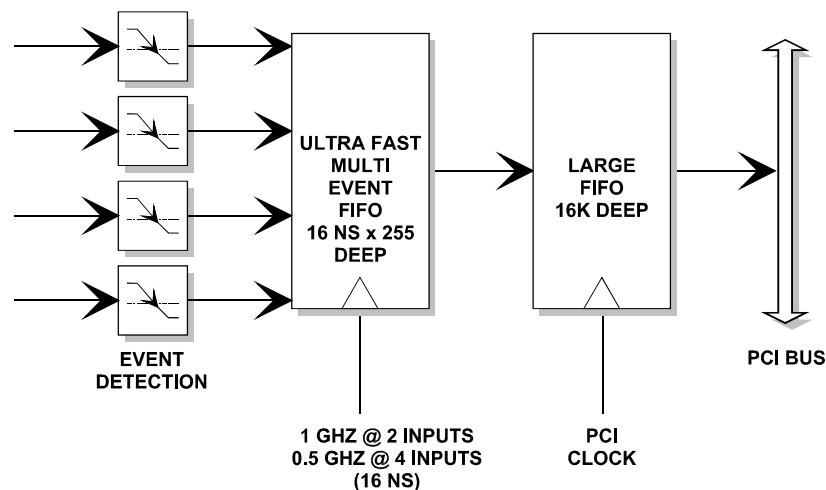 ULTRA FAST
MULTI
EVENT
FIFO
16 NS x 255
DEEP
LARGE
FIFO
16K DEEP
EVENT
DETECTION
PCI BUS
1 GHZ @ 2 INPUTS
0.5 GHZ @ 4 INPUTS
(16 NS)
PCI
CLOCK